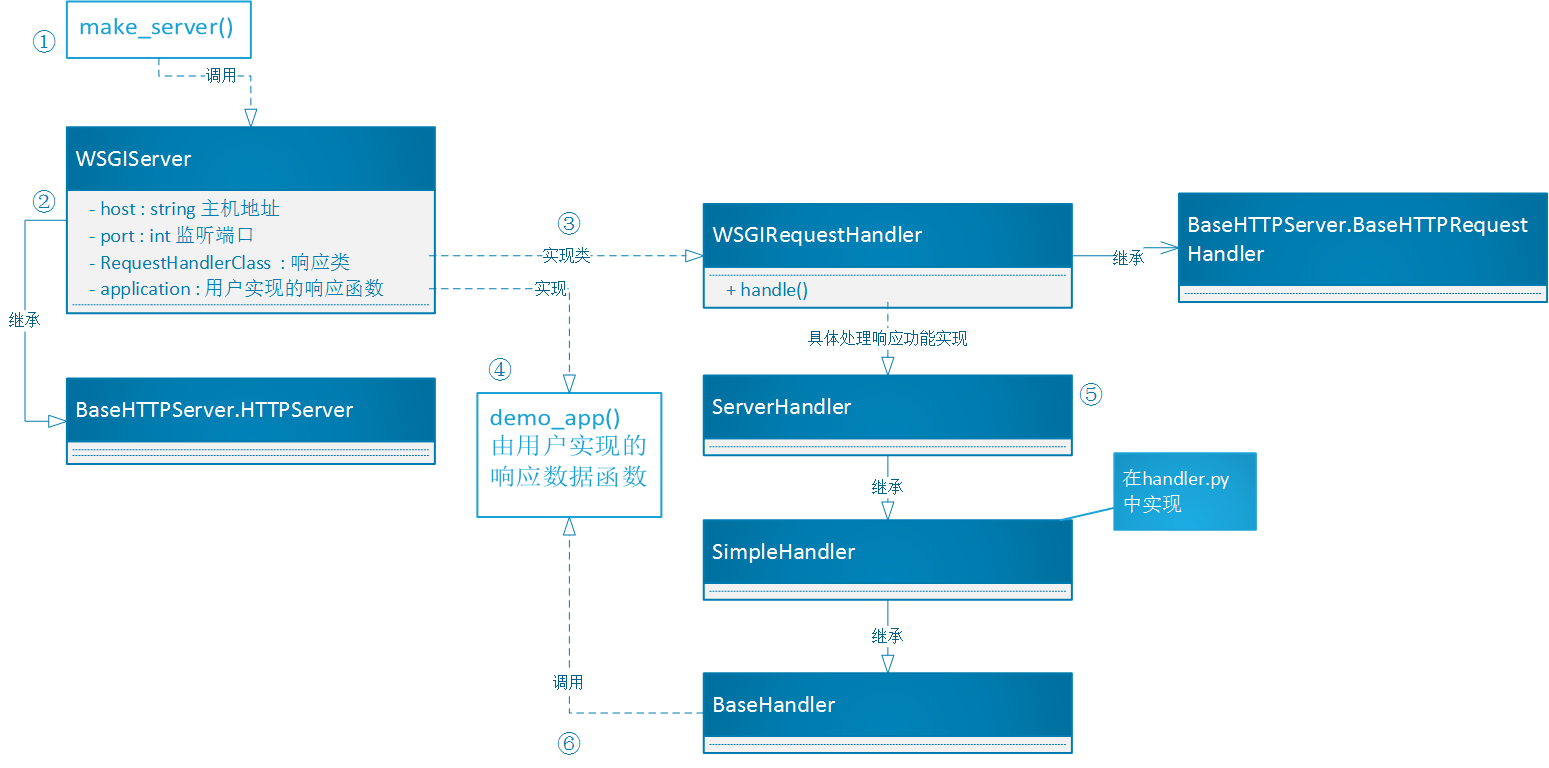 make_server()
①
调用
WSGIServer
②
- host : string 主机地址
- port : int 监听端口
- RequestHandlerClass : 响应类
- application : 用户实现的响应函数
继承
BaseHTTPServer.HTTPServer
③
实现类
实现
WSGIRequestHandler
+ handle()
继承
BaseHTTPServer.BaseHTTPRequest
Handler
具体处理响应功能实现
④
demo_app()
由用户实现的
响应数据函数
ServerHandler
⑤
继承
在handler.py
中实现
SimpleHandler
继承
调用
BaseHandler
⑥